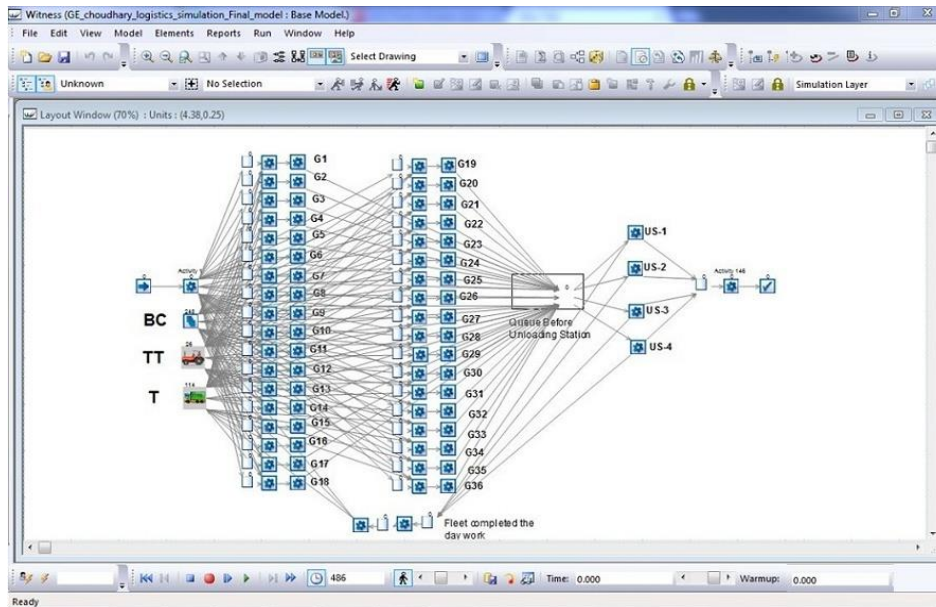 Witness (GE_choudhary_logistics_simulation_Final_model : Base Model.)
File Edit View Model Elements Reports Run Window Help
Select Drawing
Unknown No Selection Simulation Layer
Layout Window (70%) : Units : (4.38,0.25)
G1 G19
G2 G20
G3 G21
G4 G22
G5 G23
G6 G24
G7 G25
G8 G26
G9 G27
G10 G28
G11 G29
G12 G30
G13 G31
G14 G32
G15 G33
G16 G34
G17 G35
G18 G36
US-1
US-2
US-3
US-4
Activity 146
BC
TT
T
Queue Before
Unloading Station
Fleet completed the
day work
486 Time: 0.000 Warmup: 0.000
Ready